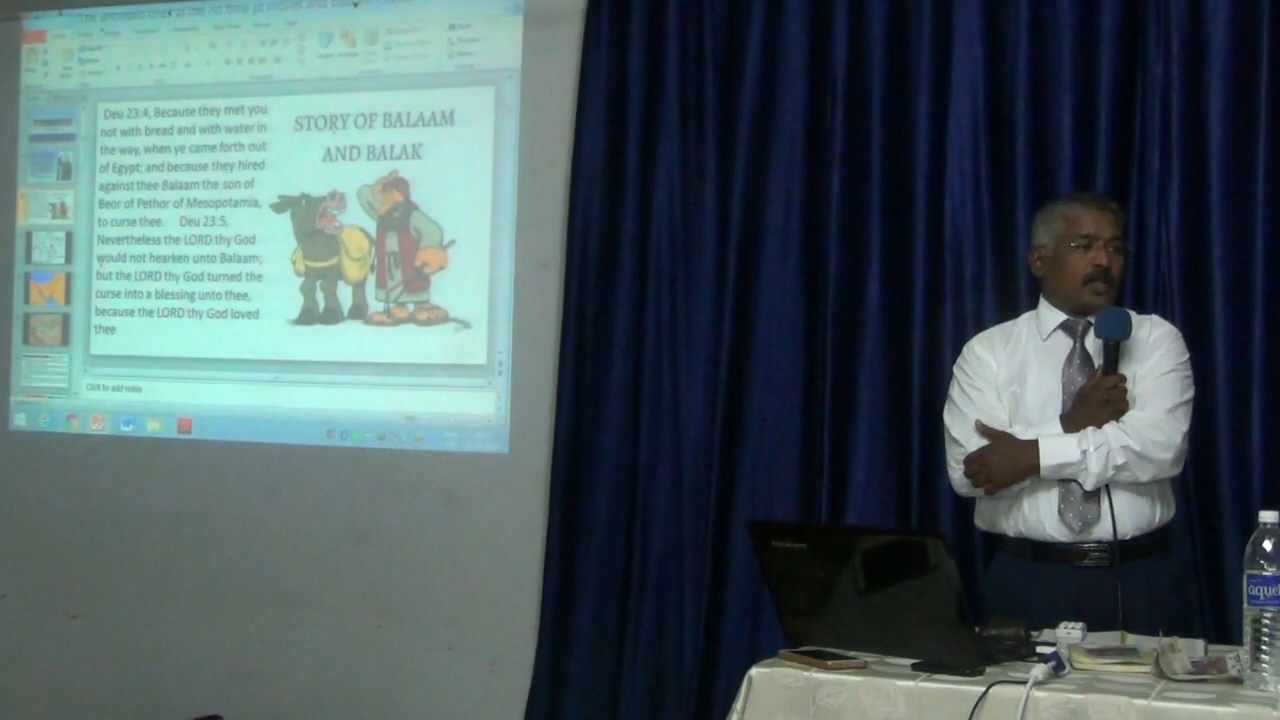 Deu 23:4, Because they met you
not with bread and with water in
the way, when ye came forth out
of Egypt; and because they hired
against thee Balaam the son of
Beor of Pethor of Mesopotamia,
to curse thee. Deu 23:5,
Nevertheless the LORD thy God
would not hearken unto Balaam;
but the LORD thy God turned the
curse into a blessing unto thee,
because the LORD thy God loved
thee
STORY OF BALAAM
AND BALAK
Click to add notes